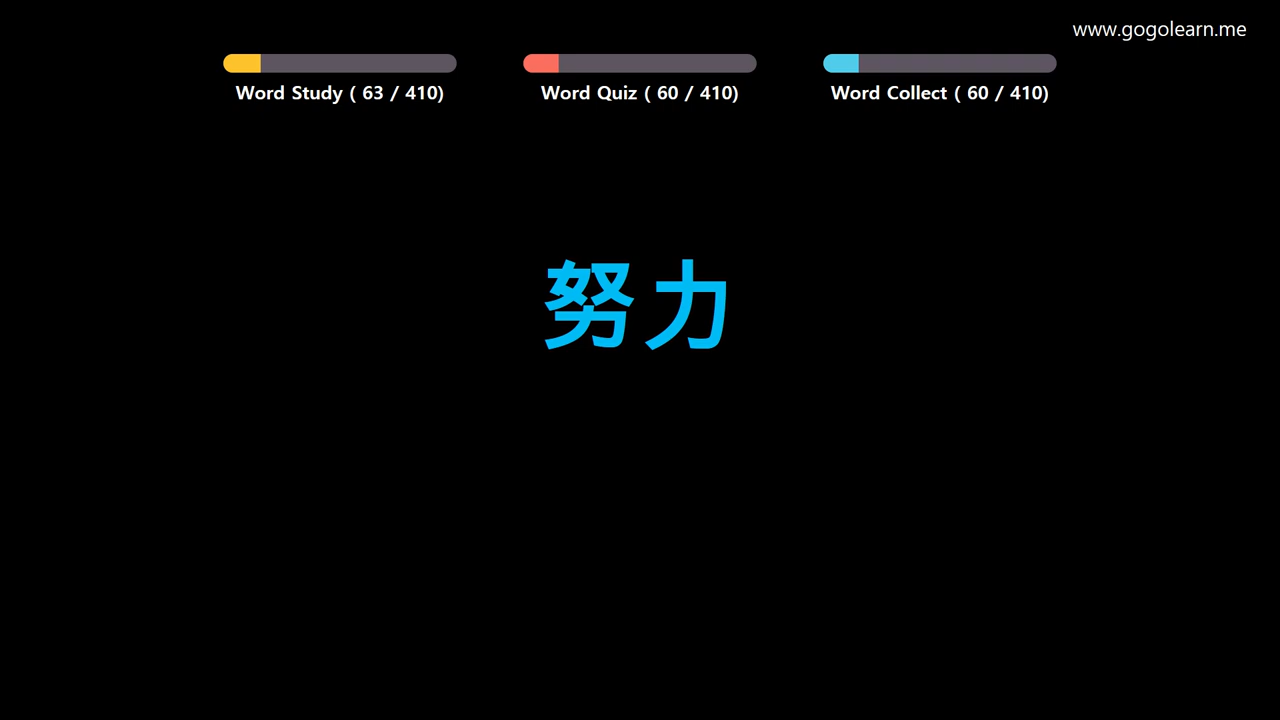 www.gogolearn.me
Word Study ( 63 / 410)
Word Quiz ( 60 / 410)
Word Collect ( 60 / 410)
努力